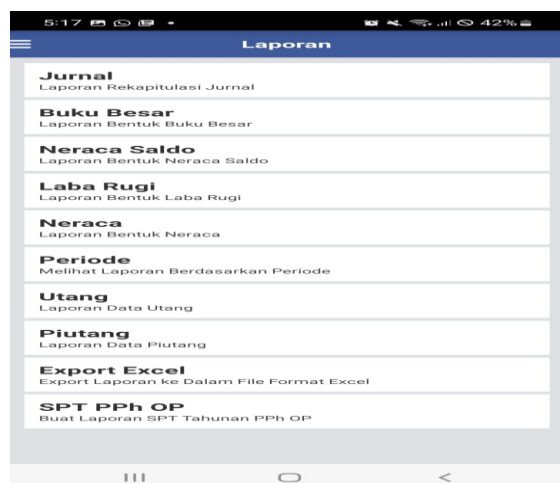 5:17 42%
Laporan
Jurnal
Laporan Rekapitulasi Jurnal
Buku Besar
Laporan Bentuk Buku Besar
Neraca Saldo
Laporan Bentuk Neraca Saldo
Laba Rugi
Laporan Bentuk Laba Rugi
Neraca
Laporan Bentuk Neraca
Periode
Melihat Laporan Berdasarkan Periode
Utang
Laporan Data Utang
Piutang
Laporan Data Piutang
Export Excel
Export Laporan ke Dalam File Format Excel
SPT PPh OP
Buat Laporan SPT Tahunan PPh OP